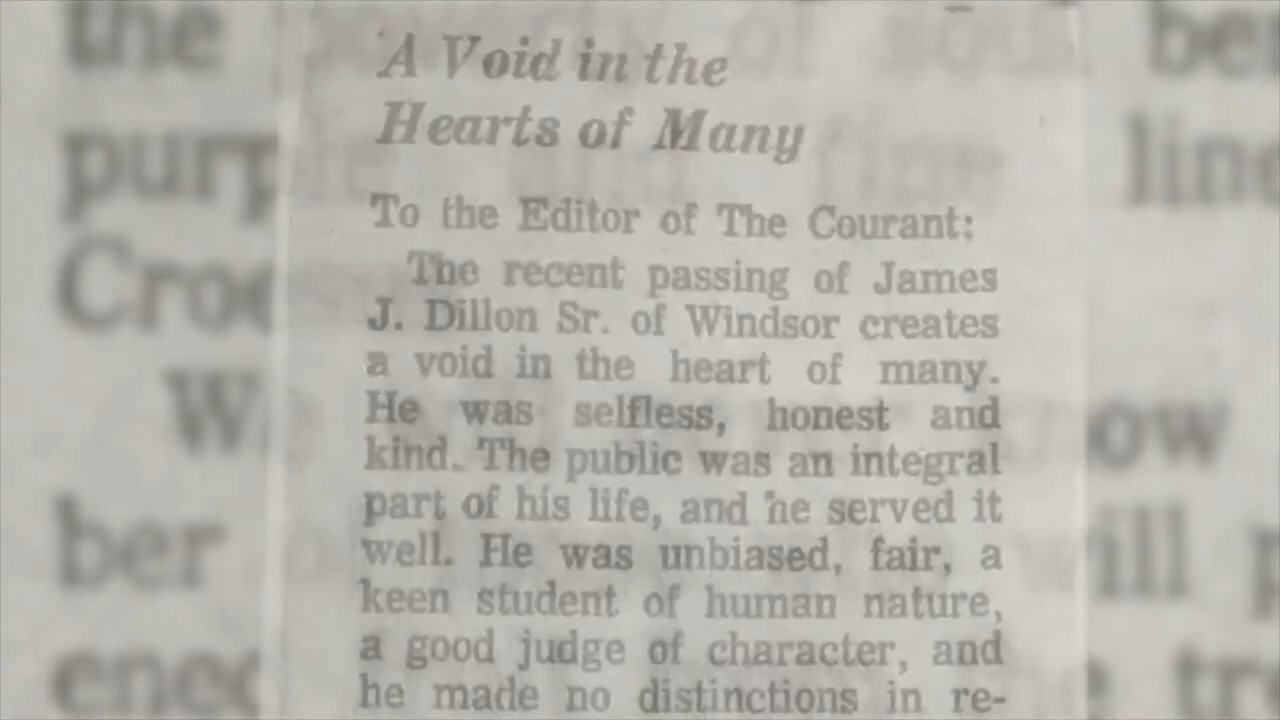 A Void in the
Hearts of Many
To the Editor of The Courant:
The recent passing of James
J. Dillon Sr. of Windsor creates
a void in the heart of many.
He was selfless, honest and
kind. The public was an integral
part of his life, and he served it
well. He was unbiased, fair, a
keen student of human nature,
a good judge of character, and
he made no distinctions in re-